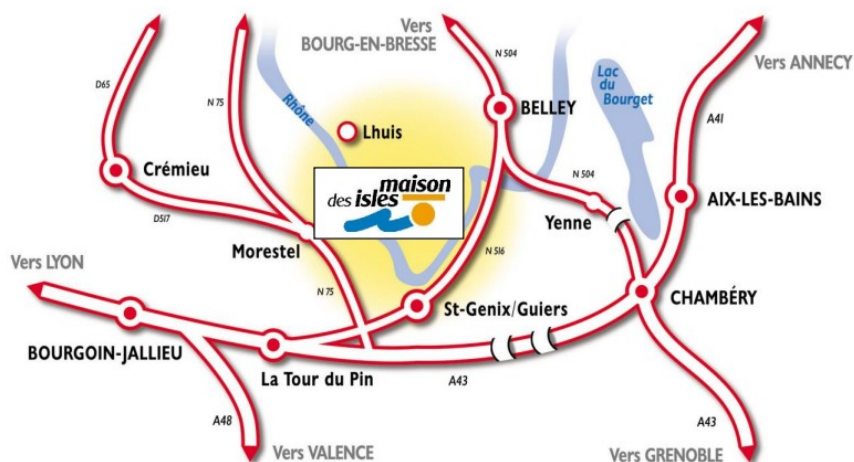 Vers
BOURG-EN-BRESSE
Vers ANNECY
Lac
du
Bourget
N 504
D65
N 75
Rhône
Lhuis
BELLEY
A41
Crémieu
maison
des isles
N 504
AIX-LES-BAINS
D517
Yenne
Morestel
N 516
Vers LYON
N 75
St-Genix/Guiers
CHAMBÉRY
BOURGOIN-JALLIEU
La Tour du Pin
A43
A48
A43
Vers VALENCE
Vers GRENOBLE